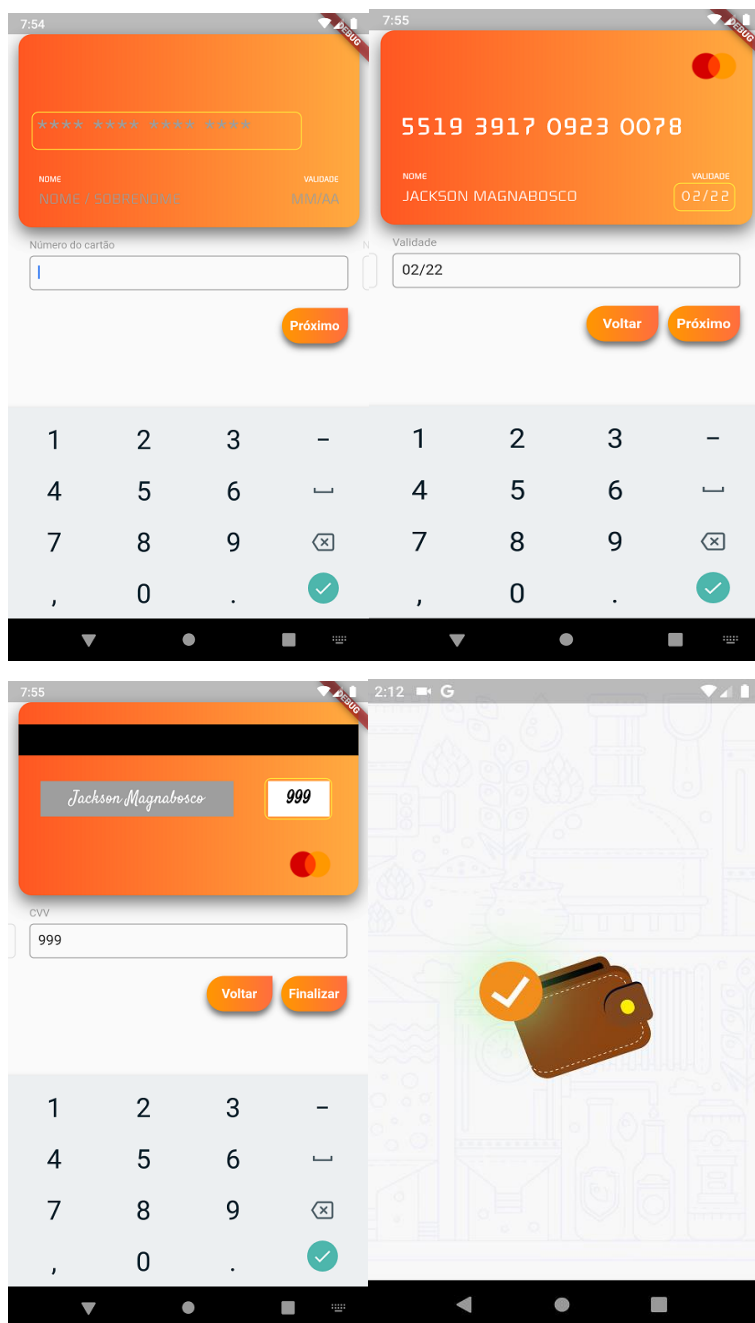 7:54
DEBUG
**** **** **** ****
NOME
VALIDADE
NOME / SOBRENOME
MM/AA
Número do cartão
N
Próximo
1 2 3 -
4 5 6
7 8 9
, 0 .
7:55
DEBUG
5519 3917 0923 0078
NOME
VALIDADE
JACKSON MAGNABOSCO
02/22
Validade
02/22
Voltar
Próximo
1 2 3 -
4 5 6
7 8 9
, 0 .
7:55
DEBUG
Jackson Magnabosco
999
CVV
999
Voltar
Finalizar
1 2 3 -
4 5 6
7 8 9
, 0 .
2:12 G